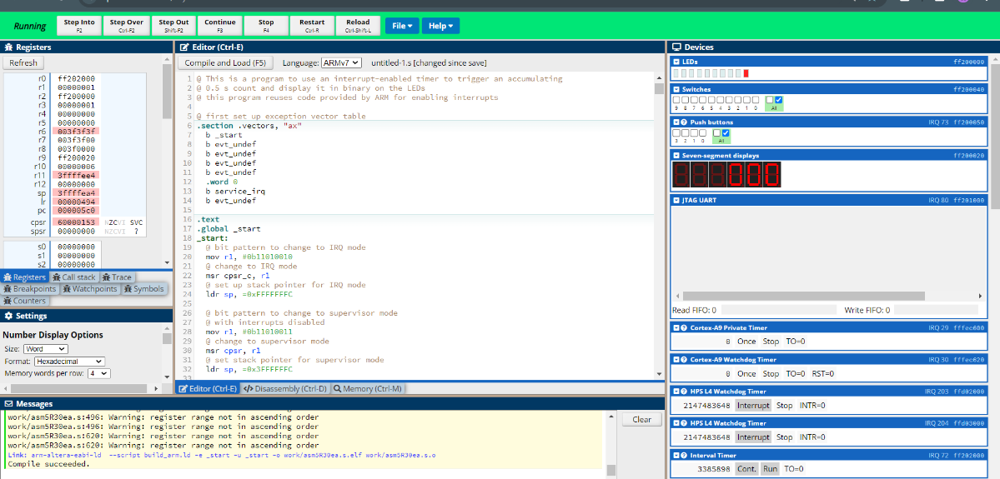 Running Step Into F2 Step Over Ctrl-F2 Step Out Shift-F2 Continue F3 Stop F4 Restart Ctrl-R Reload Ctrl-Shift-L File Help
Registers
Refresh
r0 ff202000
r1 00000001
r2 ff200000
r3 00000001
r4 00000000
r5 00000000
r6 003f3f3f
r7 003f3f00
r8 003f0000
r9 ff200020
r10 00000006
r11 3ffffee4
r12 00000000
sp 3ffffea4
lr 00000494
pc 000005c0
cpsr 60000153 NZCVI SVC
spsr 00000000 NZCVI ?
s0 00000000
s1 00000000
s2 00000000
Registers Call stack Trace
Breakpoints Watchpoints Symbols
Counters
Settings
Number Display Options
Size: Word
Format: Hexadecimal
Memory words per row: 4
Editor (Ctrl-E)
Compile and Load (F5) Language: ARMv7 untitled-1.s [changed since save]
1 @ This is a program to use an interrupt-enabled timer to trigger an accumulating
2 @ 0.5 s count and display it in binary on the LEDs
3 @ this program reuses code provided by ARM for enabling interrupts
4
5 @ first set up exception vector table
6 .section .vectors, "ax"
7 b _start
8 b evt_undef
9 b evt_undef
10 b evt_undef
11 b evt_undef
12 .word 0
13 b service_irq
14 b evt_undef
15
16 .text
17 .global _start
18 _start:
19 @ bit pattern to change to IRQ mode
20 mov r1, #0b11010010
21 @ change to IRQ mode
22 msr cpsr_c, r1
23 @ set up stack pointer for IRQ mode
24 ldr sp, =0xFFFFFFFC
25
26 @ bit pattern to change to supervisor mode
27 @ with interrupts disabled
28 mov r1, #0b11010011
29 @ change to supervisor mode
30 msr cpsr, r1
31 @ set stack pointer for supervisor mode
32 ldr sp, =0x3FFFFFFC
33
Editor (Ctrl-E) Disassembly (Ctrl-D) Memory (Ctrl-M)
Messages
work/asm5R30ea.s:496: Warning: register range not in ascending order
work/asm5R30ea.s:496: Warning: register range not in ascending order
work/asm5R30ea.s:620: Warning: register range not in ascending order
work/asm5R30ea.s:620: Warning: register range not in ascending order
Link: arm-altera-eabi-ld --script build_arm.ld -e _start -u _start -o work/asm5R30ea.s.elf work/asm5R30ea.s.o
Compile succeeded.
Clear
Devices
LEDs ff200000
Switches ff200040
9 8 7 6 5 4 3 2 1 0 All
Push buttons IRQ 73 ff200050
3 2 1 0 All
Seven-segment displays ff200020
000
JTAG UART IRQ 80 ff201000
Read FIFO: 0 Write FIFO: 0
Cortex-A9 Private Timer IRQ 29 fffec600
8 Once Stop TO=0
Cortex-A9 Watchdog Timer IRQ 30 fffec620
8 Once Stop TO=0 RST=0
HPS L4 Watchdog Timer IRQ 203 ffd02000
2147483648 Interrupt Stop INTR=0
HPS L4 Watchdog Timer IRQ 204 ffd03000
2147483648 Interrupt Stop INTR=0
Interval Timer IRQ 72 ff202000
3385898 Cont. Run TO=0